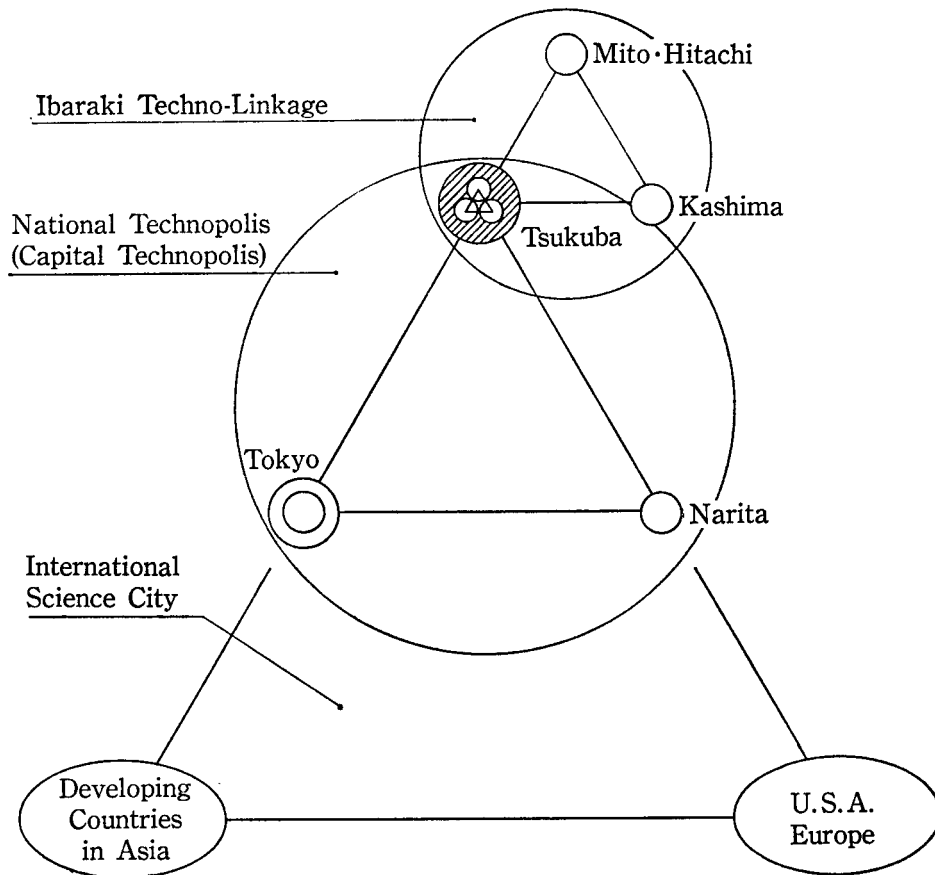 Mito·Hitachi
Ibaraki Techno-Linkage
Kashima
National Technopolis
(Capital Technopolis)
Tsukuba
Tokyo
Narita
International
Science City
Developing
Countries
in Asia
U.S.A.
Europe